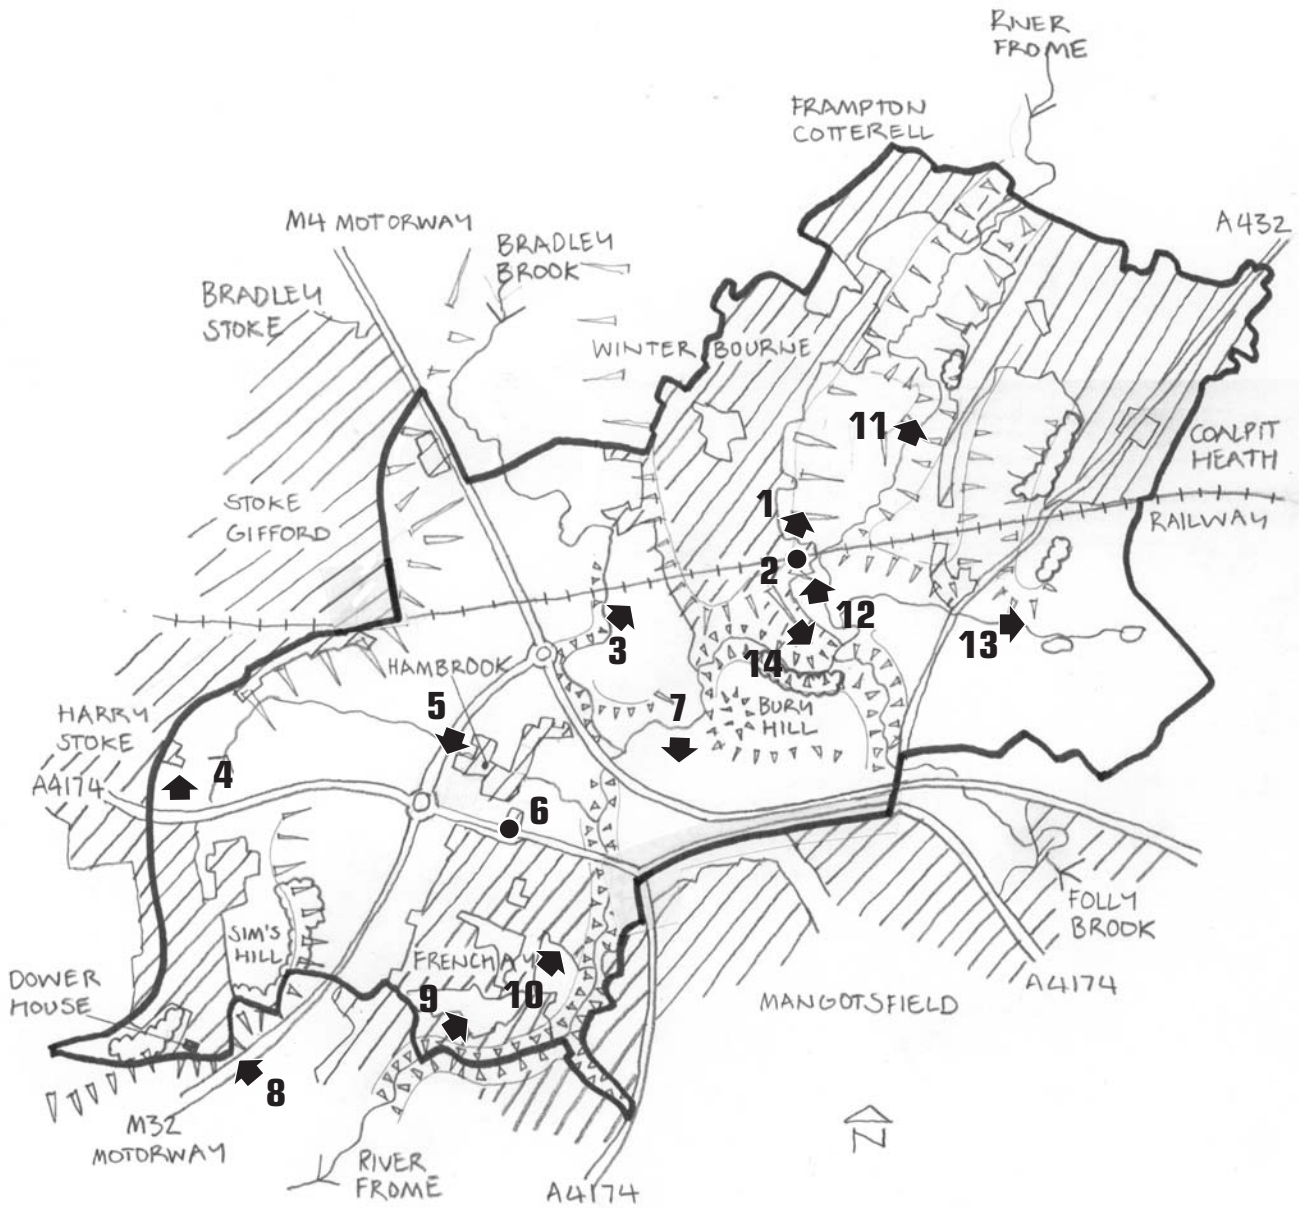 RIVER
FROME
FRAMPTON
COTTERELL
M4 MOTORWAY
A432
BRADLEY
BROOK
BRADLEY
STOKE
WINTERBOURNE
11
COALPIT
HEATH
STOKE
GIFFORD
1
RAILWAY
2
12
3
13
14
HAMBROOK
5
7
BURY
HILL
HARRY
STOKE
4
A4174
6
FOLLY
BROOK
SIM'S
HILL
FRENCHAY
DOWER
HOUSE
9
10
A4174
MANGOTSFIELD
8
M32
MOTORWAY
N
RIVER
FROME
A4174